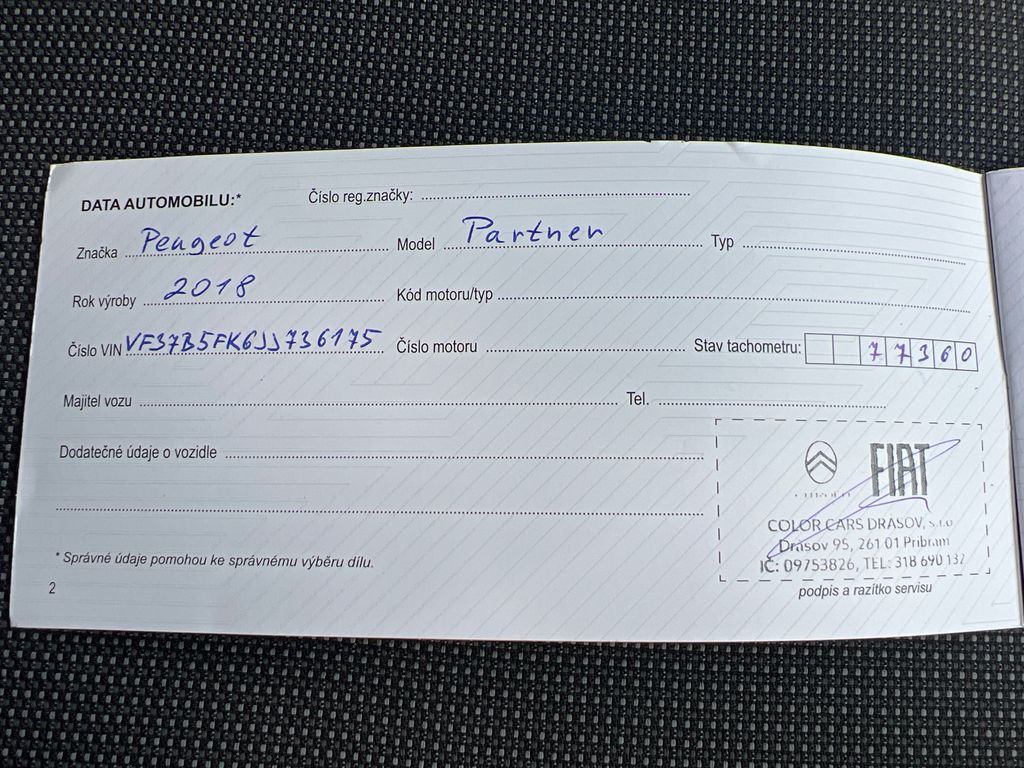 DATA AUTOMOBILU:* Číslo reg.značky:
Značka Peugeot Model Partner Typ
Rok výroby 2018 Kód motoru/typ
Číslo VIN VF37B5FK6JJ736175 Číslo motoru Stav tachometru: 77360
Majitel vozu Tel.
Dodatečné údaje o vozidle
FIAT
COLOR CARS DRASOV, s.r.o
Drásov 95, 261 01 Pribram
IČ: 09753826, TEL: 318 690 132
* Správné údaje pomohou ke správnému výběru dílu.
2 podpis a razítko servisu